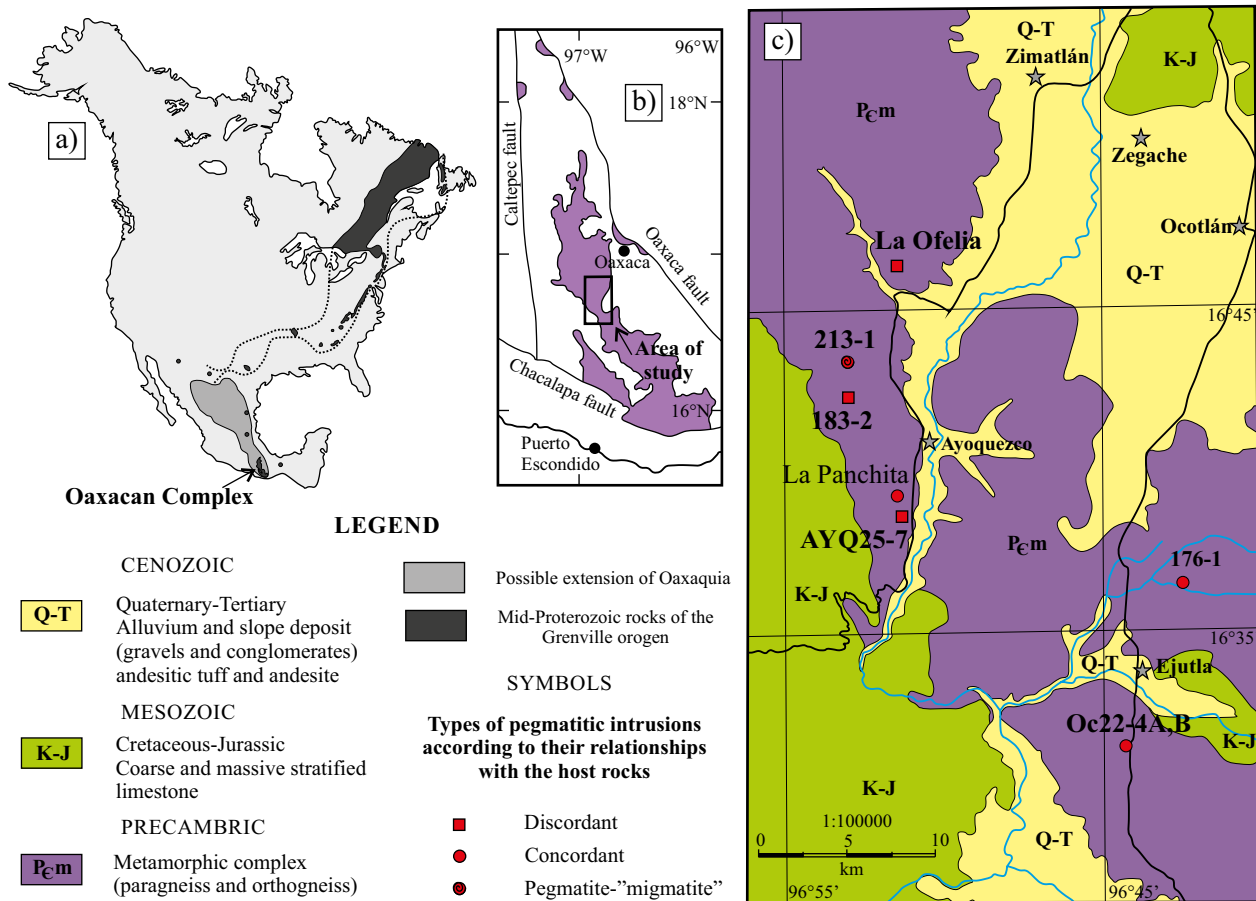 a)
Oaxacan Complex
b)
97°W
96°W
18°N
Caltepec fault
Oaxaca fault
Oaxaca
Area of
study
Chacalapa fault
16°N
Puerto
Escondido
c)
Q-T
Zimatlán
K-J
PЄm
Zegache
La Ofelia
Ocotlán
Q-T
16°45'
213-1
183-2
Ayoquezco
La Panchita
AYQ25-7
PЄm
176-1
K-J
16°35'
Q-T
Ejutla
Oc22-4A,B
K-J
K-J
1:100000
0 5 10
km
Q-T
96°55'
96°45'
LEGEND
CENOZOIC
Q-T
Quaternary-Tertiary
Alluvium and slope deposit
(gravels and conglomerates)
andesitic tuff and andesite
MESOZOIC
K-J
Cretaceous-Jurassic
Coarse and massive stratified
limestone
PRECAMBRIC
PЄm
Metamorphic complex
(paragneiss and orthogneiss)
Possible extension of Oaxaquia
Mid-Proterozoic rocks of the
Grenville orogen
SYMBOLS
Types of pegmatitic intrusions
according to their relationships
with the host rocks
Discordant
Concordant
Pegmatite-"migmatite"